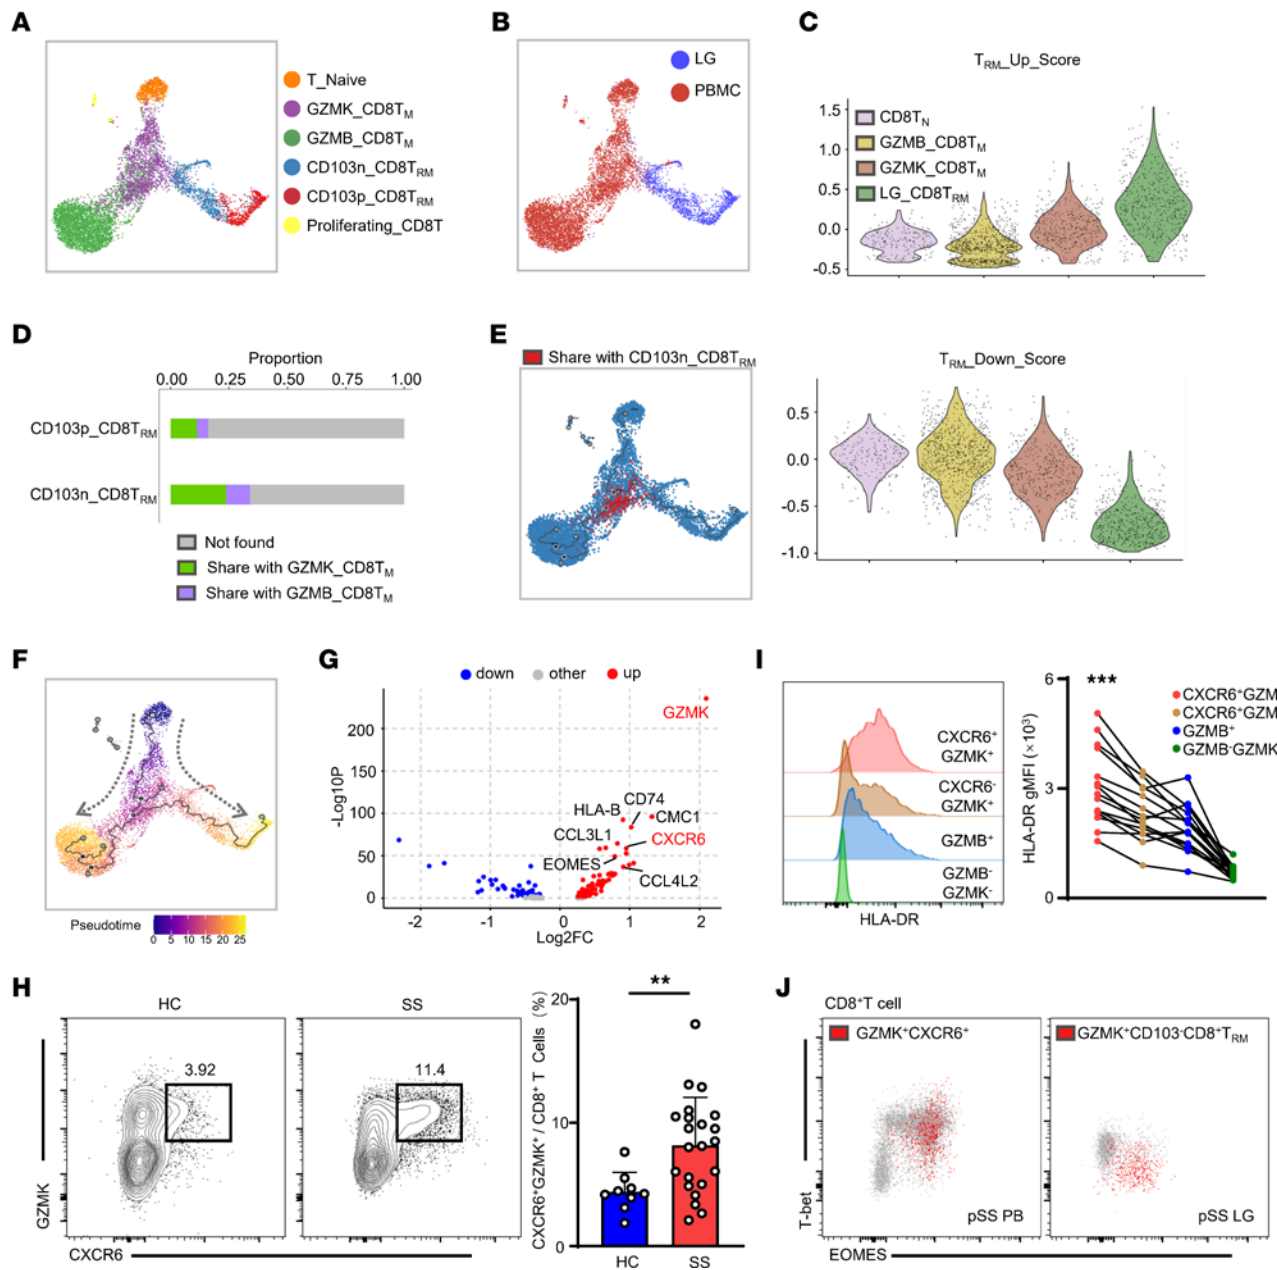 A
T_Naive
GZMK_CD8TM
GZMB_CD8TM
CD103n_CD8TRM
CD103p_CD8TRM
Proliferating_CD8T
B
LG
PBMC
C
TRM_Up_Score
1.5
1.0
0.5
0.0
-0.5
CD8TN
GZMB_CD8TM
GZMK_CD8TM
LG_CD8TRM
D
Proportion
0.00 0.25 0.50 0.75 1.00
CD103p_CD8TRM
CD103n_CD8TRM
Not found
Share with GZMK_CD8TM
Share with GZMB_CD8TM
E
Share with CD103n_CD8TRM
TRM_Down_Score
0.5
0.0
-0.5
-1.0
F
Pseudotime
0 5 10 15 20 25
G
down other up
-Log10P
200
150
100
50
0
GZMK
HLA-B
CD74
CMC1
CCL3L1
CXCR6
EOMES
CCL4L2
-2 -1 0 1 2
Log2FC
I
CXCR6+
GZMK+
CXCR6-
GZMK+
GZMB+
GZMB-
GZMK-
HLA-DR
HLA-DR gMFI (×10³)
6
3
0
***
CXCR6+GZM
CXCR6+GZM
GZMB+
GZMB-GZMK
H
HC
SS
3.92
11.4
GZMK
CXCR6
CXCR6+GZMK+ / CD8+ T Cells (%)
20
10
0
**
HC
SS
J
CD8+T cell
GZMK+CXCR6+
GZMK+CD103-CD8+TRM
T-bet
pSS PB
pSS LG
EOMES